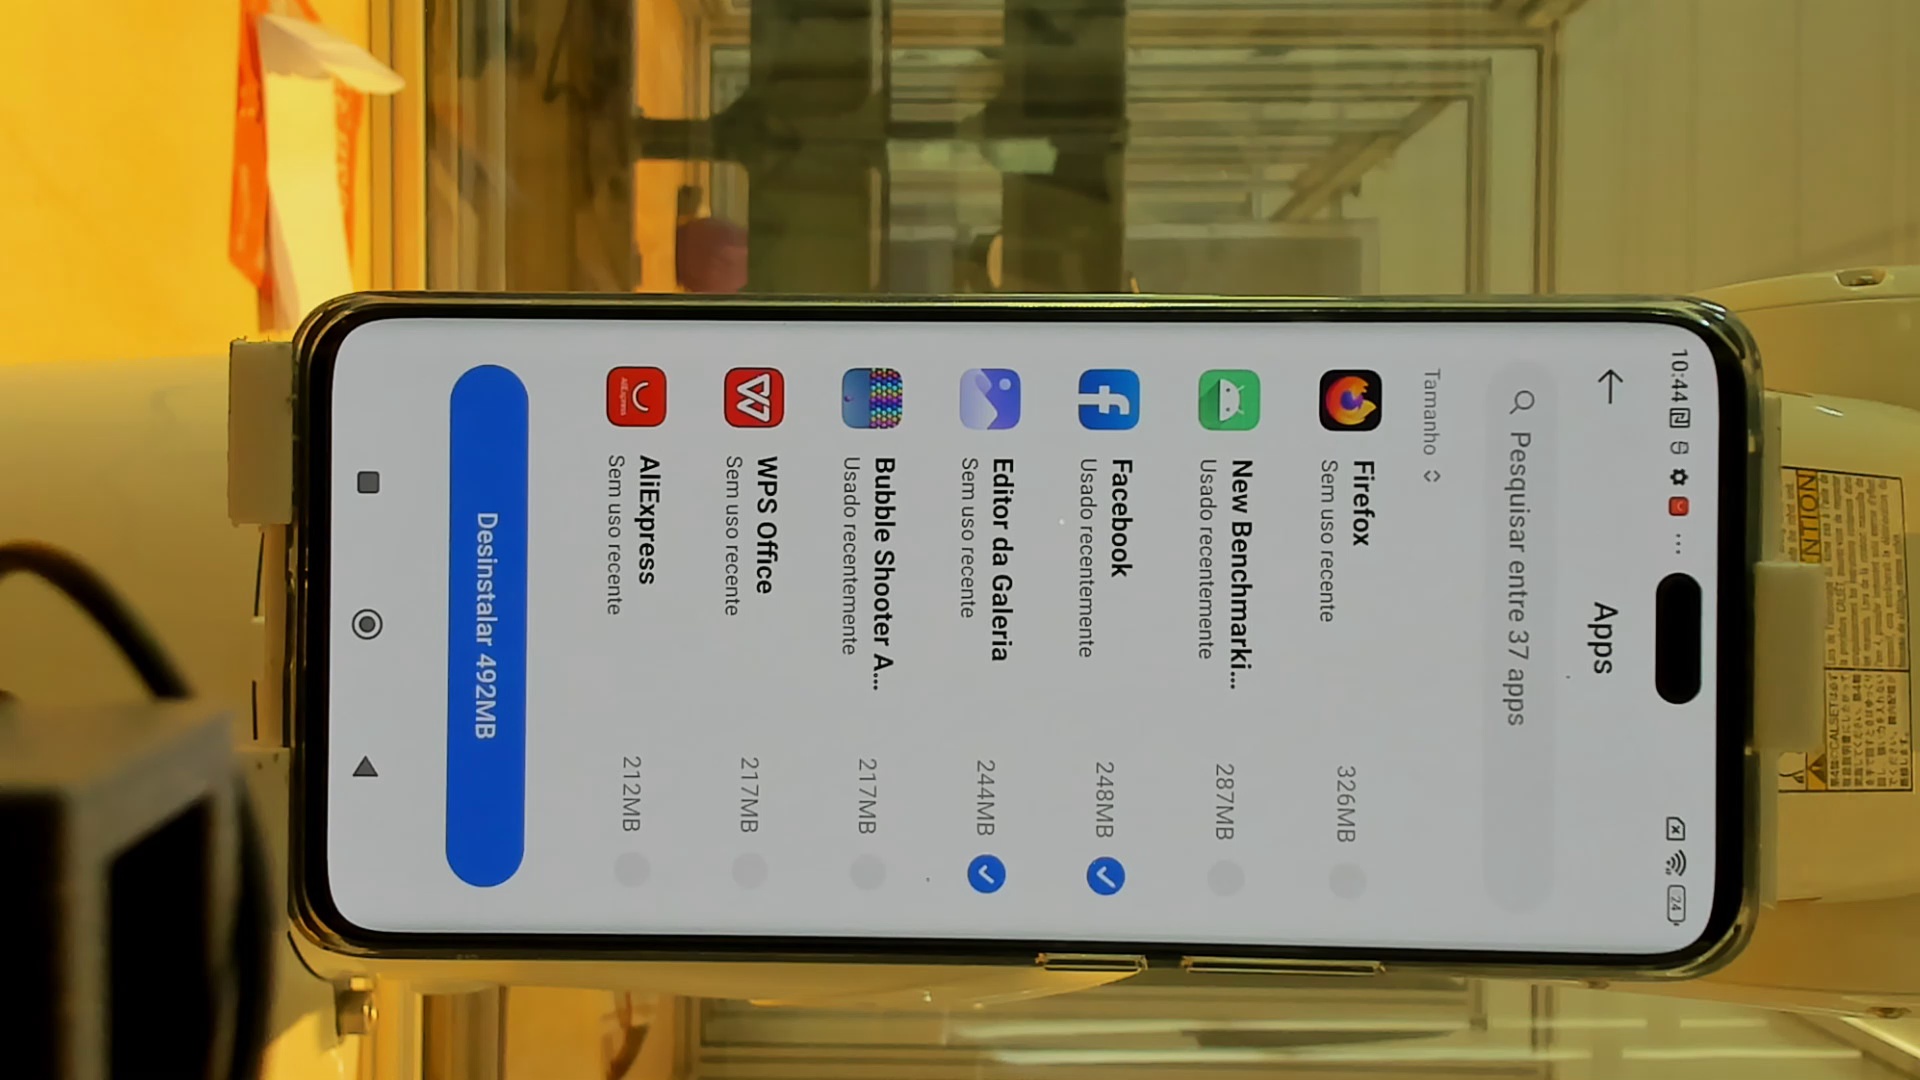 10:44 ... 24
Apps
Pesquisar entre 37 apps
Tamanho
Firefox
Sem uso recente
326MB
New Benchmarki...
Usado recentemente
287MB
Facebook
Usado recentemente
248MB
Editor da Galeria
Sem uso recente
244MB
Bubble Shooter A...
Usado recentemente
217MB
WPS Office
Sem uso recente
217MB
AliExpress
AliExpress
Sem uso recente
212MB
Desinstalar 492MB